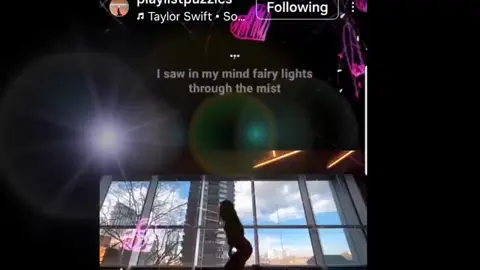 playlistpuzzles
Following
♬ Taylor Swift • So...
I saw in my mind fairy lights
through the mist